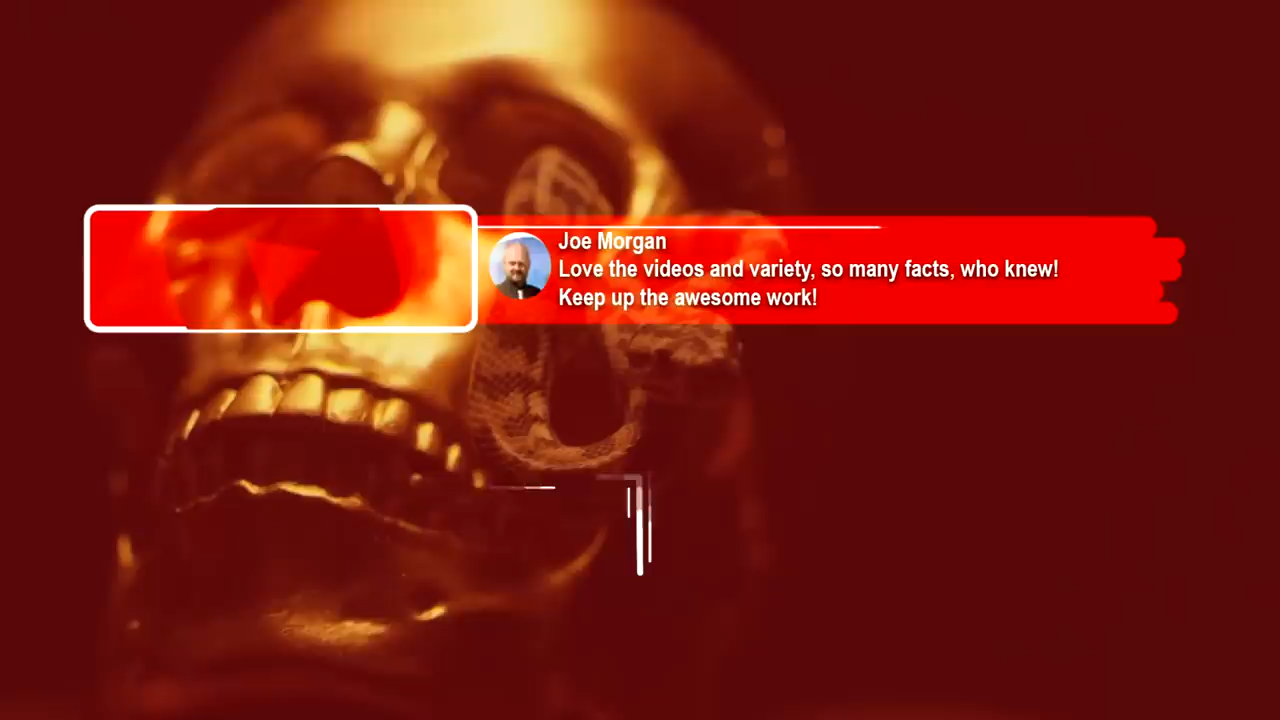 Joe Morgan
Love the videos and variety, so many facts, who knew!
Keep up the awesome work!